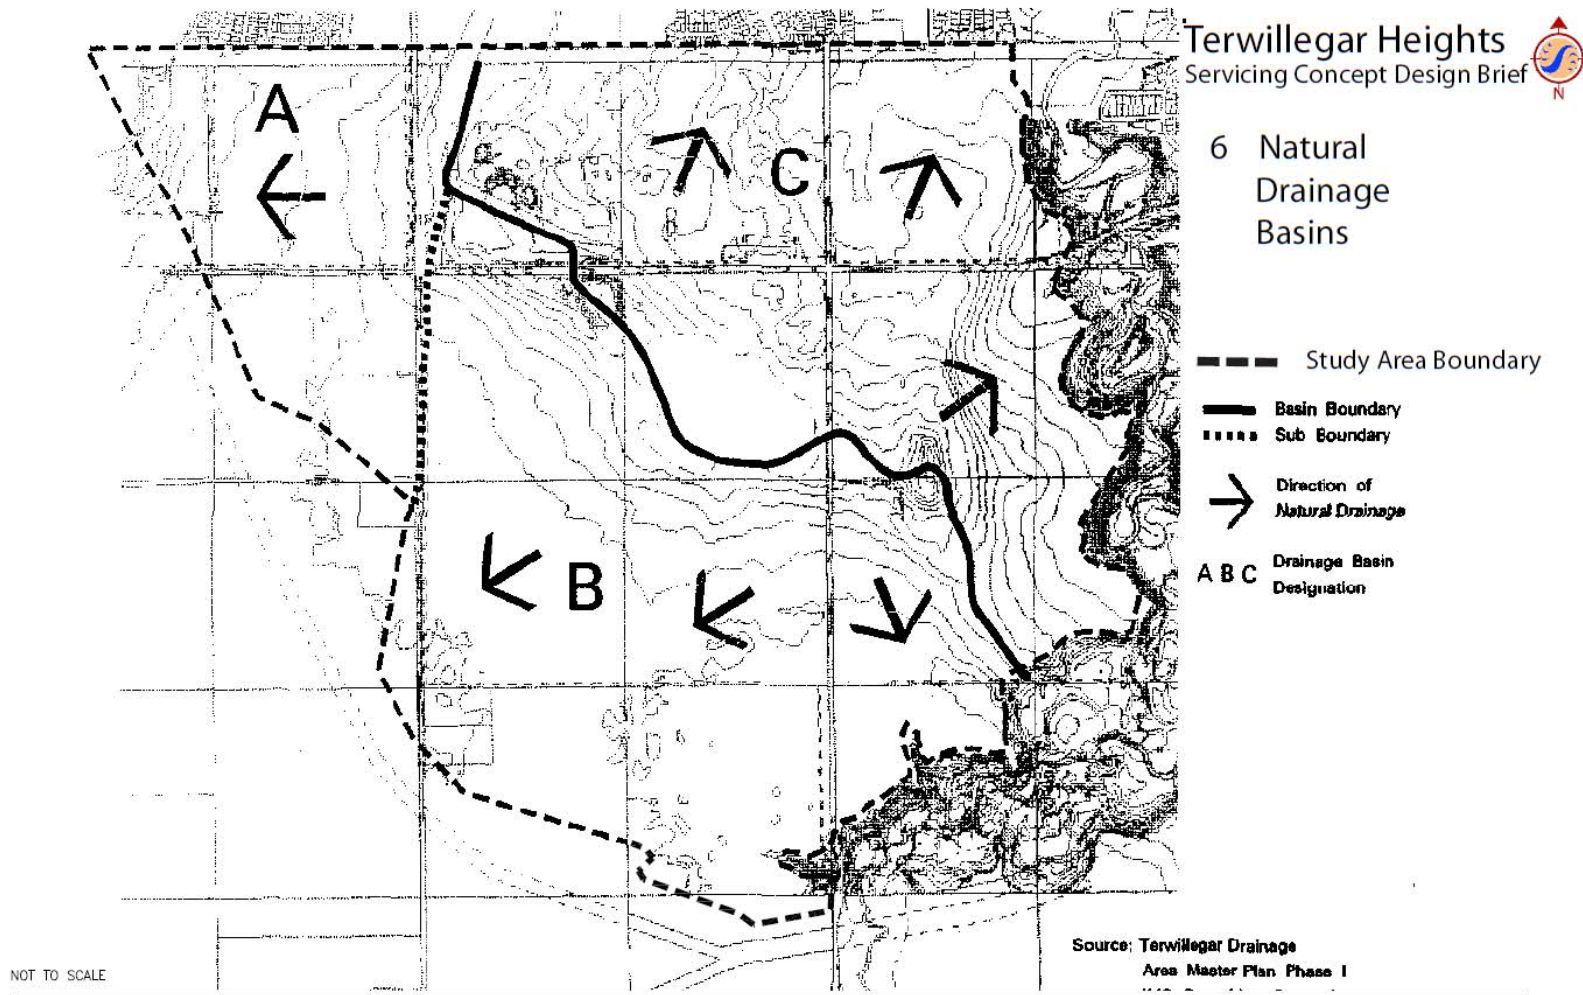 Terwillegar Heights
Servicing Concept Design Brief
N
6 Natural
Drainage
Basins
A
C
B
Study Area Boundary
Basin Boundary
Sub Boundary
Direction of
Natural Drainage
A B C Drainage Basin
Designation
Source: Terwillegar Drainage
Area Master Plan Phase I
NOT TO SCALE